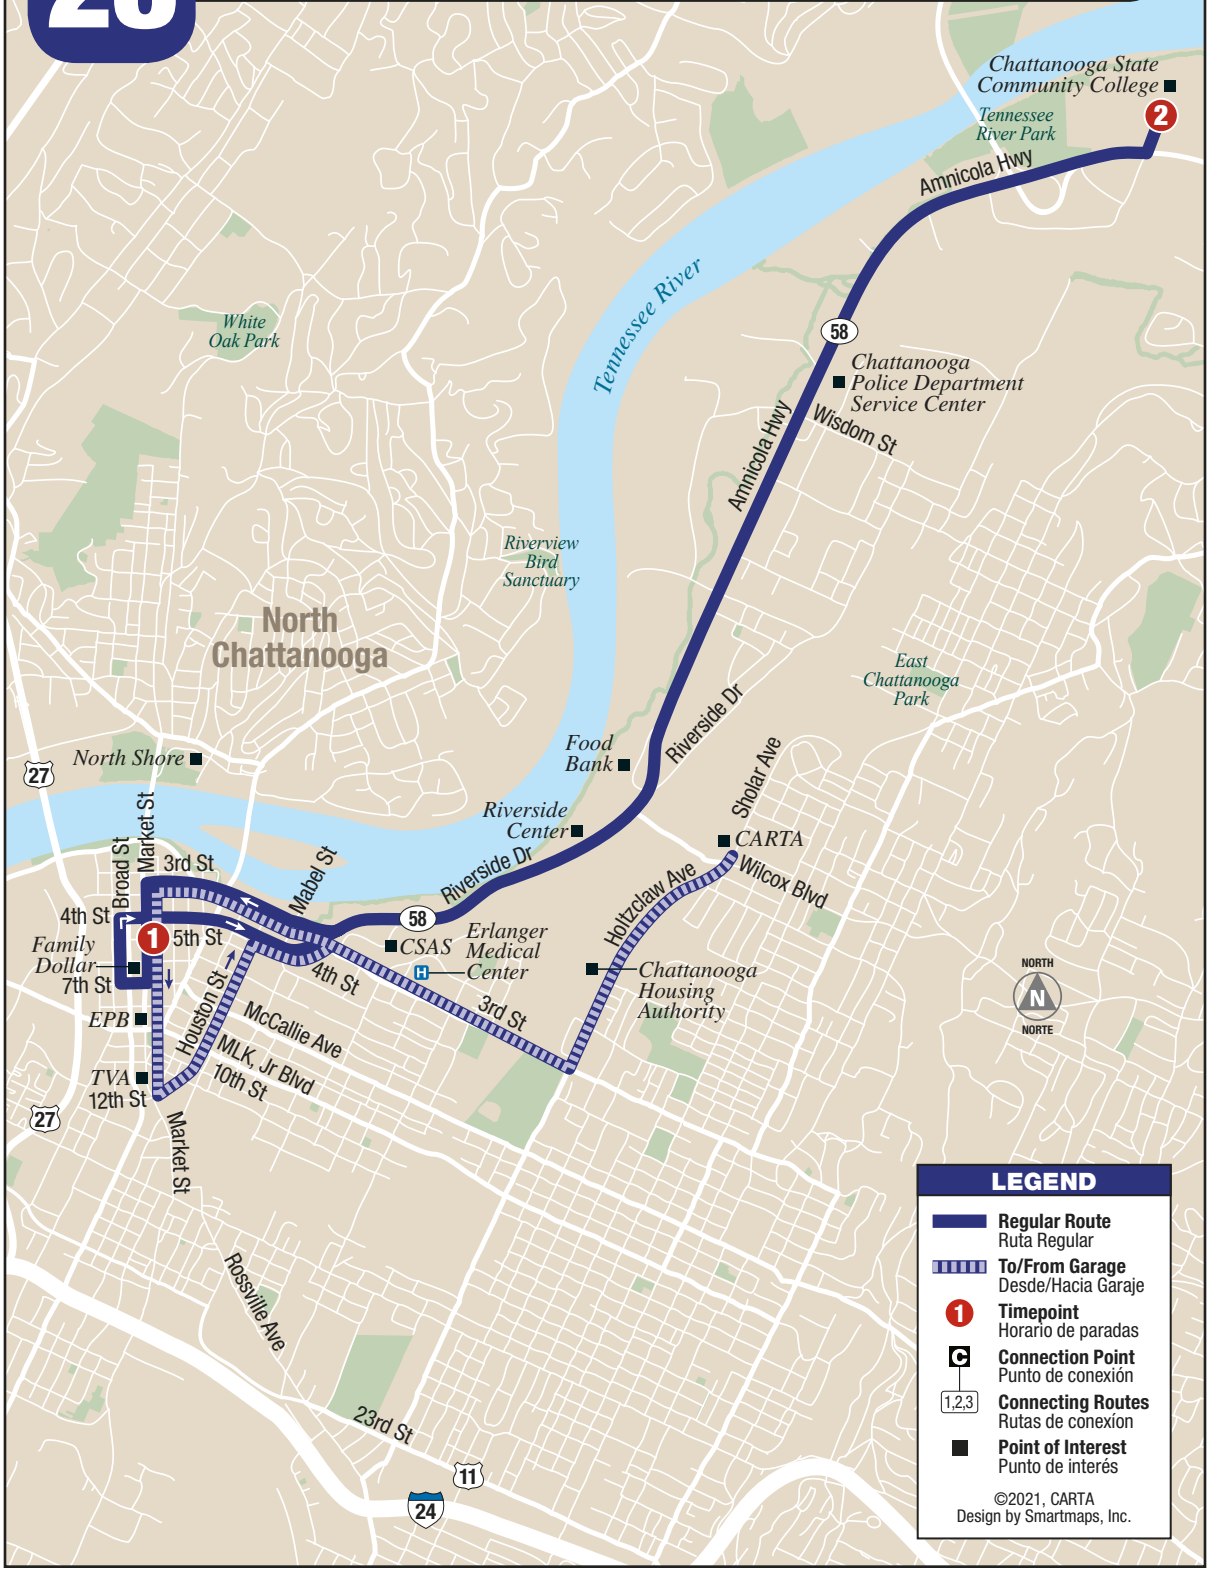 Chattanooga State
Community College
2
Tennessee
River Park
Amnicola Hwy
Tennessee River
White
Oak Park
58
Chattanooga
Police Department
Service Center
Wisdom St
Amnicola Hwy
Riverview
Bird
Sanctuary
North
Chattanooga
East
Chattanooga
Park
Riverside Dr
Food
Bank
Sholar Ave
North Shore
27
Market St
Broad St
Riverside
Center
CARTA
Wilcox Blvd
3rd St
Mabel St
Riverside Dr
Holtzclaw Ave
4th St
58
1
5th St
Family
Dollar
7th St
CSAS
Erlanger
Medical
Center
H
4th St
Chattanooga
Housing
Authority
3rd St
NORTH
N
NORTE
EPB
Houston St
McCallie Ave
MLK, Jr Blvd
10th St
TVA
12th St
27
Market St
Rossville Ave
23rd St
11
24
LEGEND
Regular Route
Ruta Regular
To/From Garage
Desde/Hacia Garaje
1
Timepoint
Horario de paradas
C
Connection Point
Punto de conexión
1,2,3
Connecting Routes
Rutas de conexíon
Point of Interest
Punto de interés
©2021, CARTA
Design by Smartmaps, Inc.